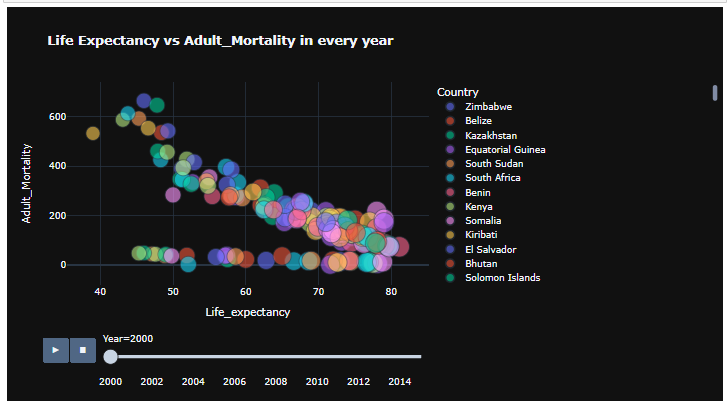 Life Expectancy vs Adult_Mortality in every year
Country
Zimbabwe
Belize
Kazakhstan
Equatorial Guinea
South Sudan
South Africa
Benin
Kenya
Somalia
Kiribati
El Salvador
Bhutan
Solomon Islands
Adult_Mortality
600
400
200
0
40 50 60 70 80
Life_expectancy
Year=2000
2000 2002 2004 2006 2008 2010 2012 2014